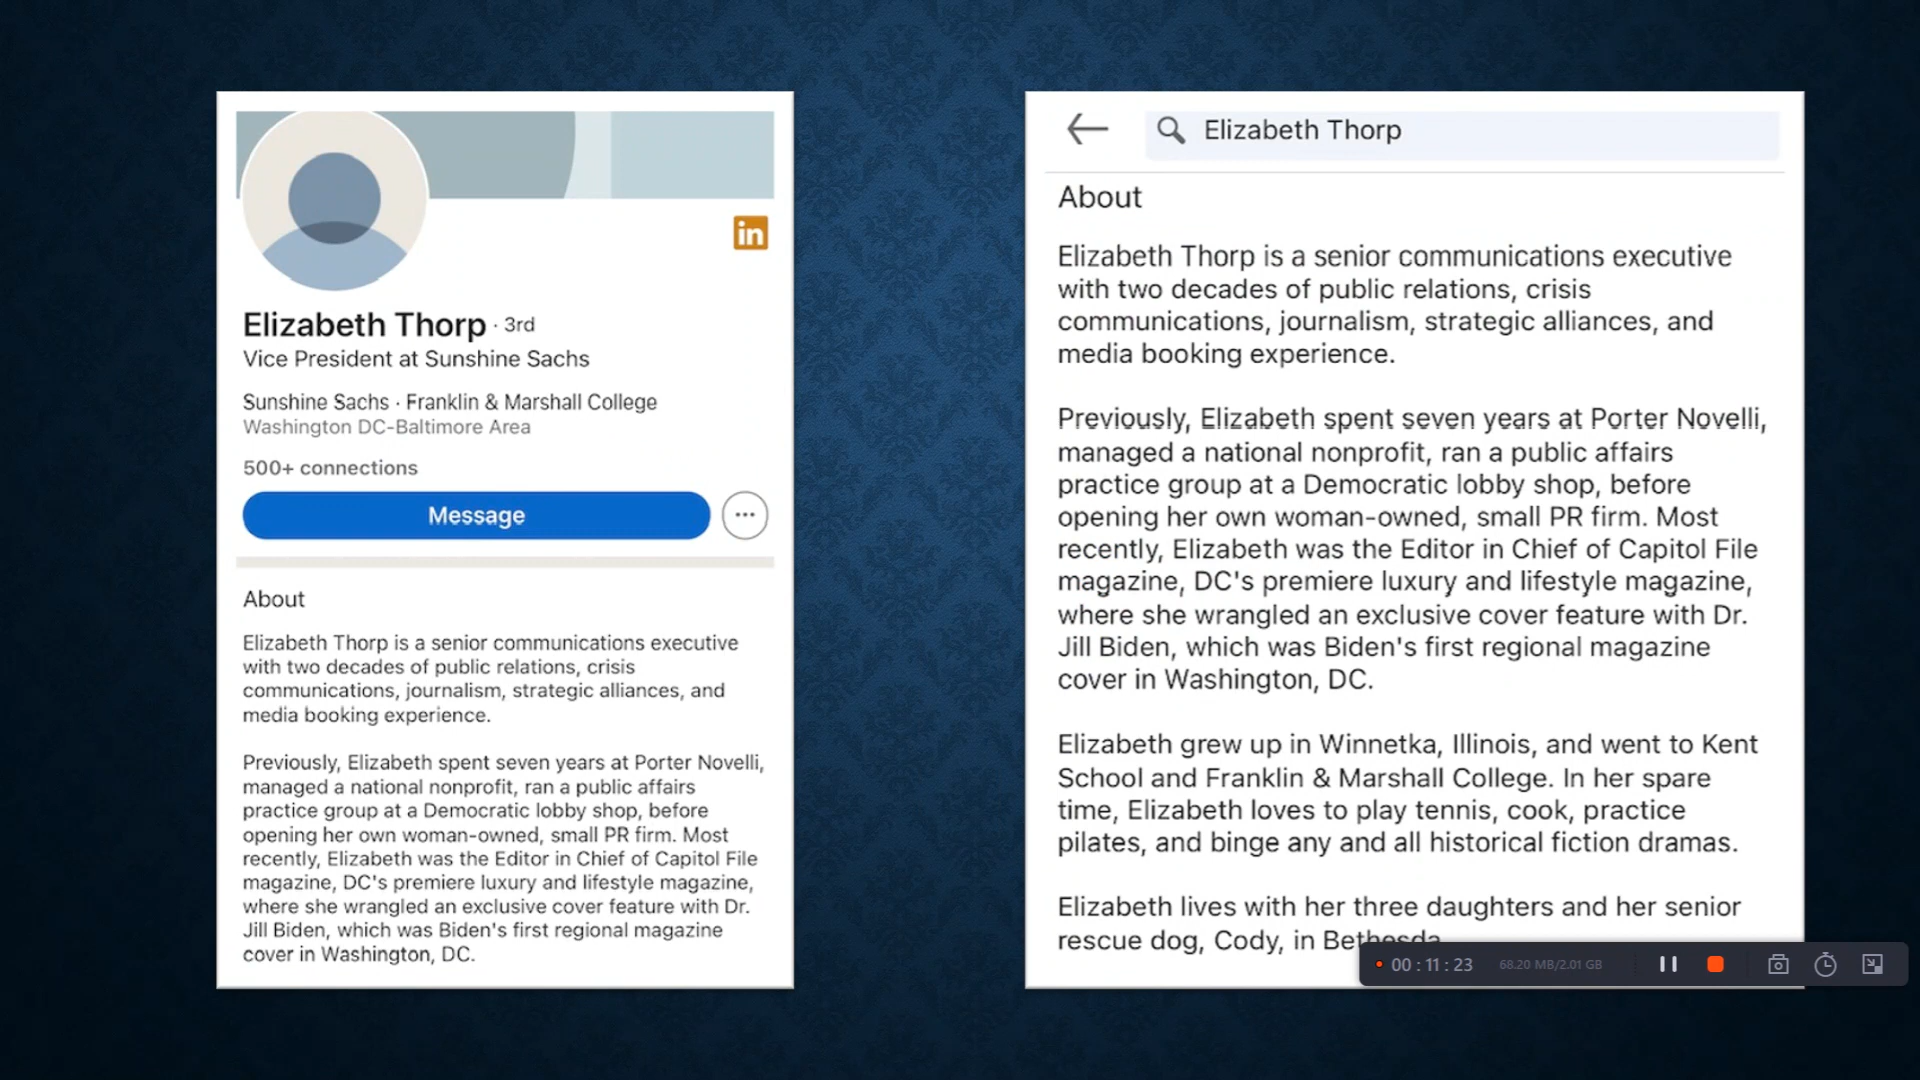 in
Elizabeth Thorp · 3rd
Vice President at Sunshine Sachs
Sunshine Sachs · Franklin & Marshall College
Washington DC-Baltimore Area
500+ connections
Message
About
Elizabeth Thorp is a senior communications executive
with two decades of public relations, crisis
communications, journalism, strategic alliances, and
media booking experience.
Previously, Elizabeth spent seven years at Porter Novelli,
managed a national nonprofit, ran a public affairs
practice group at a Democratic lobby shop, before
opening her own woman-owned, small PR firm. Most
recently, Elizabeth was the Editor in Chief of Capitol File
magazine, DC's premiere luxury and lifestyle magazine,
where she wrangled an exclusive cover feature with Dr.
Jill Biden, which was Biden's first regional magazine
cover in Washington, DC.
Elizabeth Thorp
About
Elizabeth Thorp is a senior communications executive
with two decades of public relations, crisis
communications, journalism, strategic alliances, and
media booking experience.
Previously, Elizabeth spent seven years at Porter Novelli,
managed a national nonprofit, ran a public affairs
practice group at a Democratic lobby shop, before
opening her own woman-owned, small PR firm. Most
recently, Elizabeth was the Editor in Chief of Capitol File
magazine, DC's premiere luxury and lifestyle magazine,
where she wrangled an exclusive cover feature with Dr.
Jill Biden, which was Biden's first regional magazine
cover in Washington, DC.
Elizabeth grew up in Winnetka, Illinois, and went to Kent
School and Franklin & Marshall College. In her spare
time, Elizabeth loves to play tennis, cook, practice
pilates, and binge any and all historical fiction dramas.
Elizabeth lives with her three daughters and her senior
rescue dog, Cody, in Bethesda
00 : 11 : 23 68.20 MB/2.01 GB